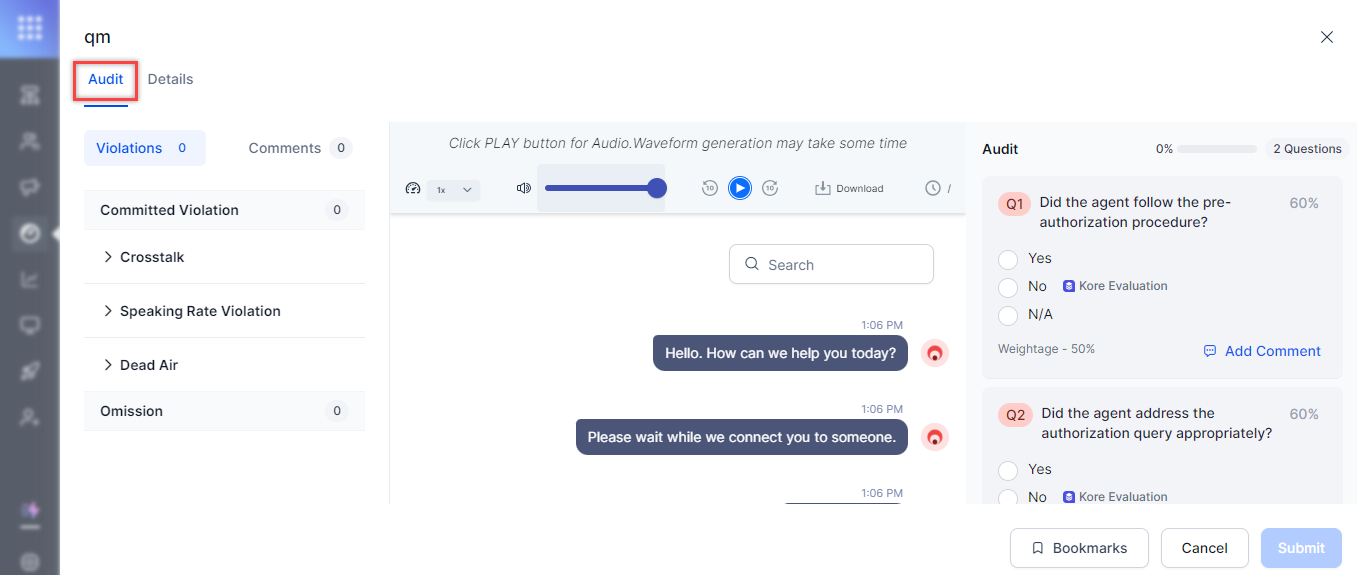 qm
Audit
Details
Violations 0
Comments 0
Committed Violation 0
Crosstalk
Speaking Rate Violation
Dead Air
Omission 0
Click PLAY button for Audio.Waveform generation may take some time
1x
10
10
Download
/
Search
1:06 PM
Hello. How can we help you today?
1:06 PM
Please wait while we connect you to someone.
1:06 PM
Audit
0%
2 Questions
Q1 Did the agent follow the pre-
authorization procedure?
60%
Yes
No Kore Evaluation
N/A
Weightage - 50%
Add Comment
Q2 Did the agent address the
authorization query appropriately?
60%
Yes
No Kore Evaluation
Bookmarks
Cancel
Submit